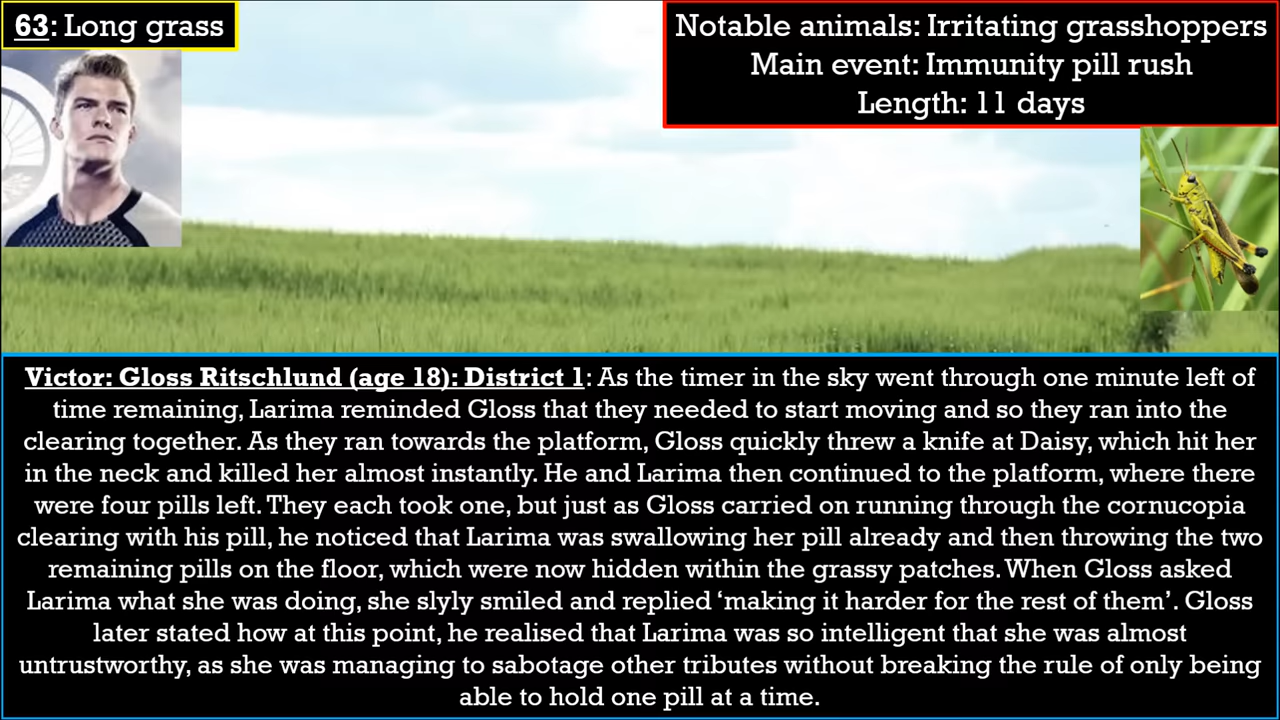 63: Long grass
Notable animals: Irritating grasshoppers
Main event: Immunity pill rush
Length: 11 days
Victor: Gloss Ritschlund (age 18): District 1: As the timer in the sky went through one minute left of
time remaining, Larima reminded Gloss that they needed to start moving and so they ran into the
clearing together. As they ran towards the platform, Gloss quickly threw a knife at Daisy, which hit her
in the neck and killed her almost instantly. He and Larima then continued to the platform, where there
were four pills left. They each took one, but just as Gloss carried on running through the cornucopia
clearing with his pill, he noticed that Larima was swallowing her pill already and then throwing the two
remaining pills on the floor, which were now hidden within the grassy patches. When Gloss asked
Larima what she was doing, she slyly smiled and replied ‘making it harder for the rest of them’. Gloss
later stated how at this point, he realised that Larima was so intelligent that she was almost
untrustworthy, as she was managing to sabotage other tributes without breaking the rule of only being
able to hold one pill at a time.